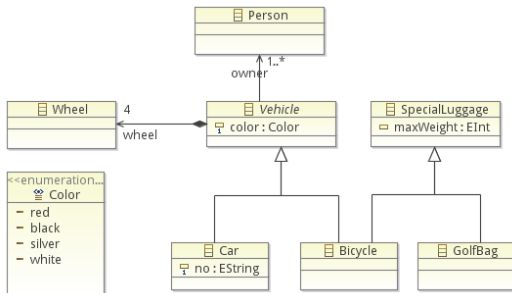 Person
1..*
owner
Wheel
4
wheel
Vehicle
color : Color
SpecialLuggage
maxWeight : EInt
<<enumeration...
Color
red
black
silver
white
Car
no : EString
Bicycle
GolfBag